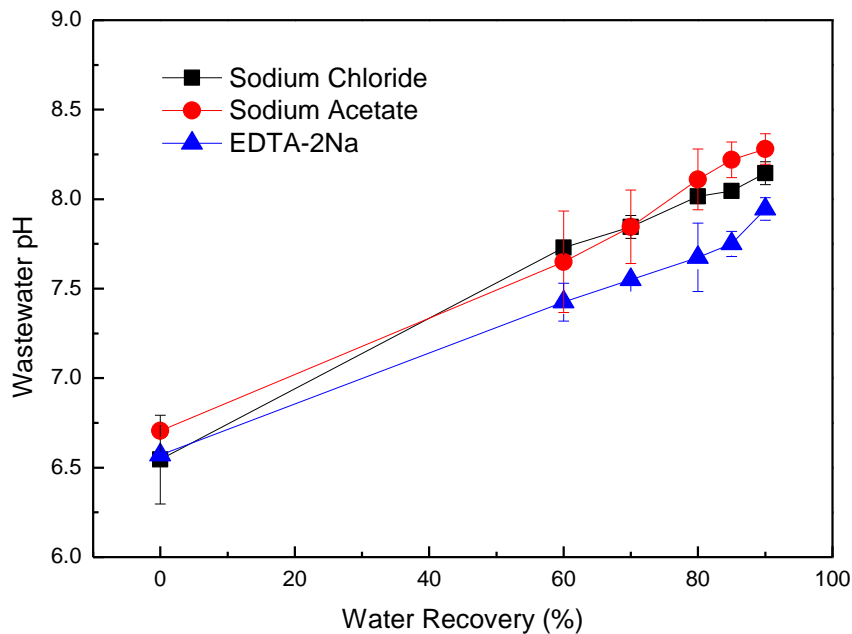 9.0
8.5
8.0
7.5
7.0
6.5
6.0
Wastewater pH
Sodium Chloride
Sodium Acetate
EDTA-2Na
0
20
40
60
80
100
Water Recovery (%)